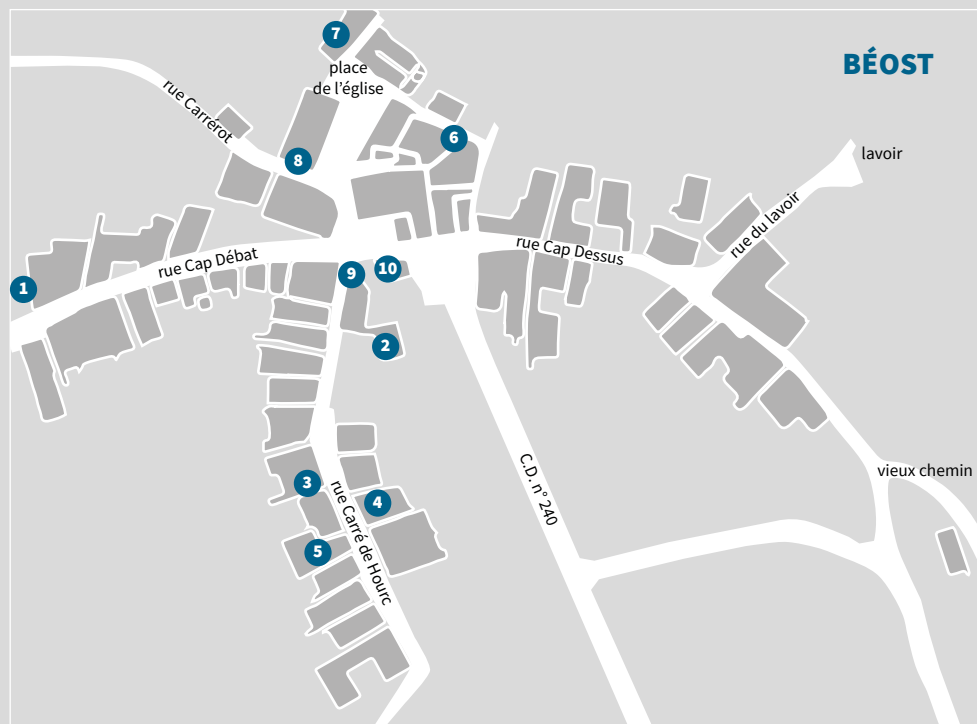 7
BÉOST
place
de l'église
rue Carrérot
6
8
lavoir
rue du lavoir
rue Cap Dessus
rue Cap Débat
1
9
10
2
C.D. n° 240
vieux chemin
3
rue Carré de Hourc
4
5